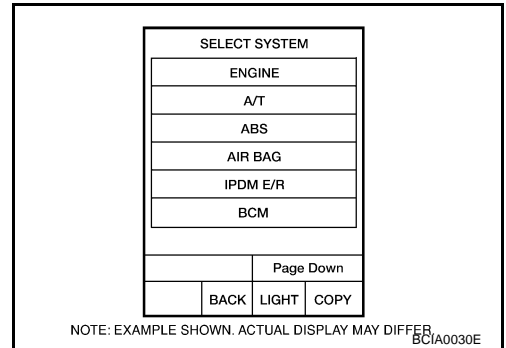 SELECT SYSTEM
ENGINE
A/T
ABS
AIR BAG
IPDM E/R
BCM
Page Down
BACK LIGHT COPY
NOTE: EXAMPLE SHOWN. ACTUAL DISPLAY MAY DIFFER.
BCIA0030E